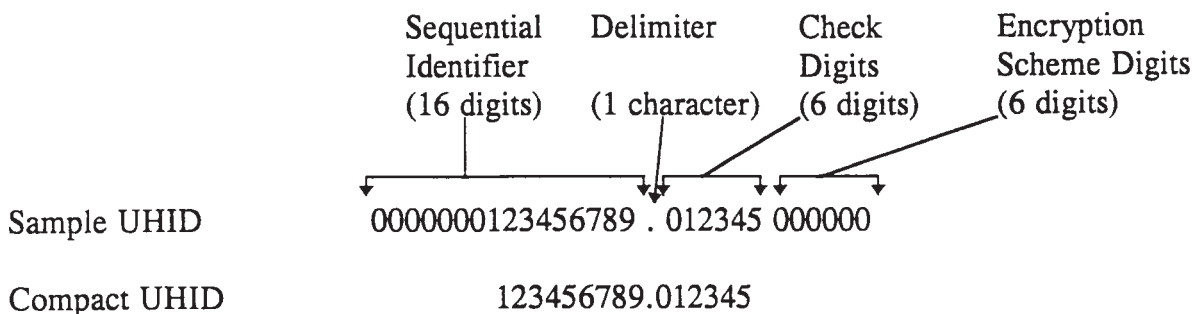 Sequential Delimiter Check Encryption
Identifier Digits Scheme Digits
(16 digits) (1 character) (6 digits) (6 digits)
Sample UHID 0000000123456789 . 012345 000000
Compact UHID 123456789.012345